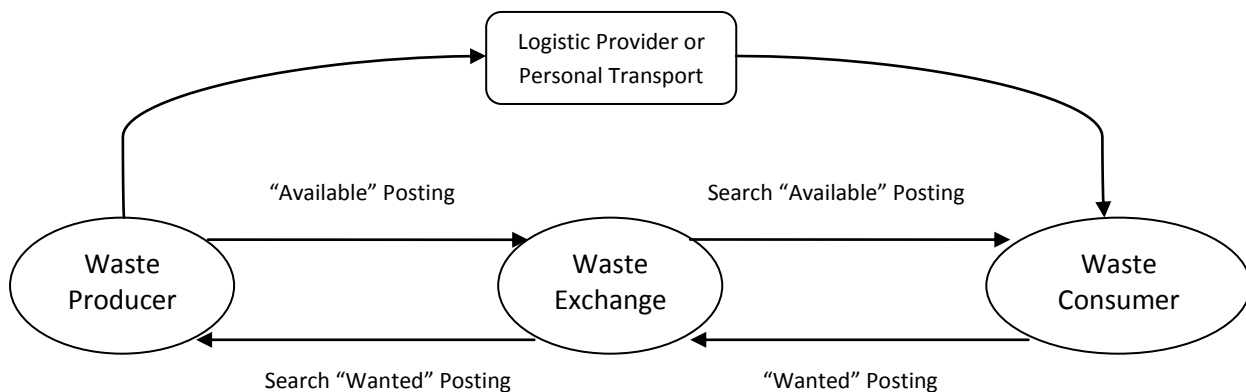 Logistic Provider or
Personal Transport
“Available” Posting
Search “Available” Posting
Waste
Producer
Waste
Exchange
Waste
Consumer
Search “Wanted” Posting
“Wanted” Posting